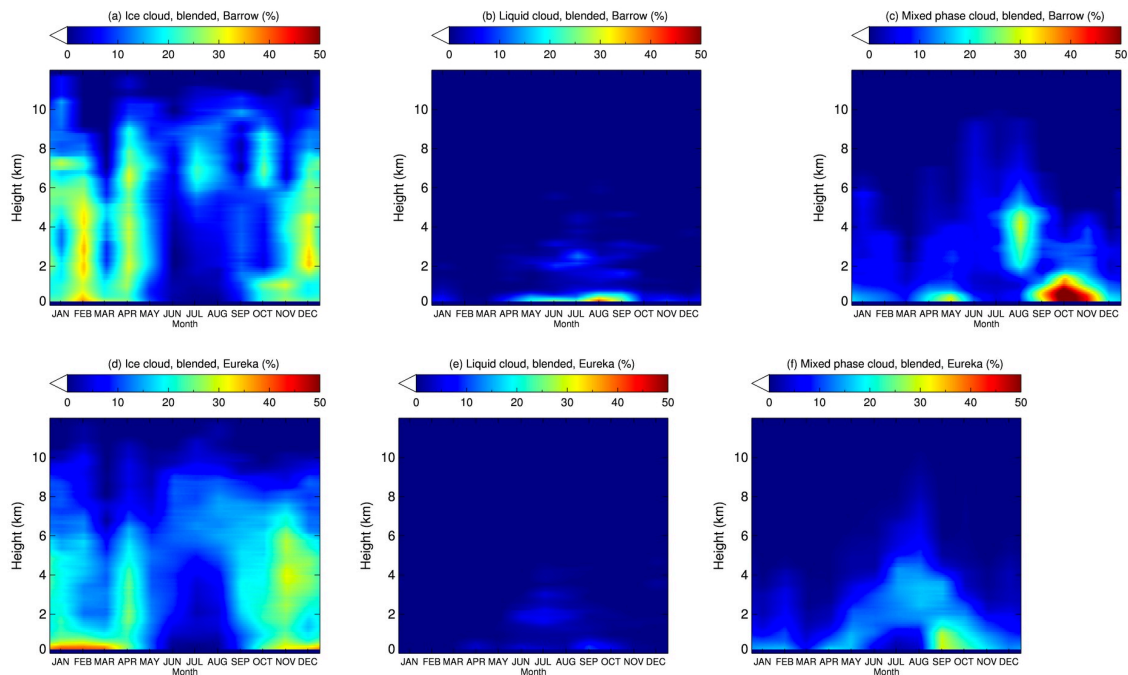 (a) Ice cloud, blended, Barrow (%)
0 10 20 30 40 50
Height (km)
10
8
6
4
2
0
JAN FEB MAR APR MAY JUN JUL AUG SEP OCT NOV DEC
Month
(b) Liquid cloud, blended, Barrow (%)
0 10 20 30 40 50
Height (km)
10
8
6
4
2
0
JAN FEB MAR APR MAY JUN JUL AUG SEP OCT NOV DEC
Month
(c) Mixed phase cloud, blended, Barrow (%)
0 10 20 30 40 50
Height (km)
10
8
6
4
2
0
JAN FEB MAR APR MAY JUN JUL AUG SEP OCT NOV DEC
Month
(d) Ice cloud, blended, Eureka (%)
0 10 20 30 40 50
Height (km)
10
8
6
4
2
0
JAN FEB MAR APR MAY JUN JUL AUG SEP OCT NOV DEC
Month
(e) Liquid cloud, blended, Eureka (%)
0 10 20 30 40 50
Height (km)
10
8
6
4
2
0
JAN FEB MAR APR MAY JUN JUL AUG SEP OCT NOV DEC
Month
(f) Mixed phase cloud, blended, Eureka (%)
0 10 20 30 40 50
Height (km)
10
8
6
4
2
0
JAN FEB MAR APR MAY JUN JUL AUG SEP OCT NOV DEC
Month